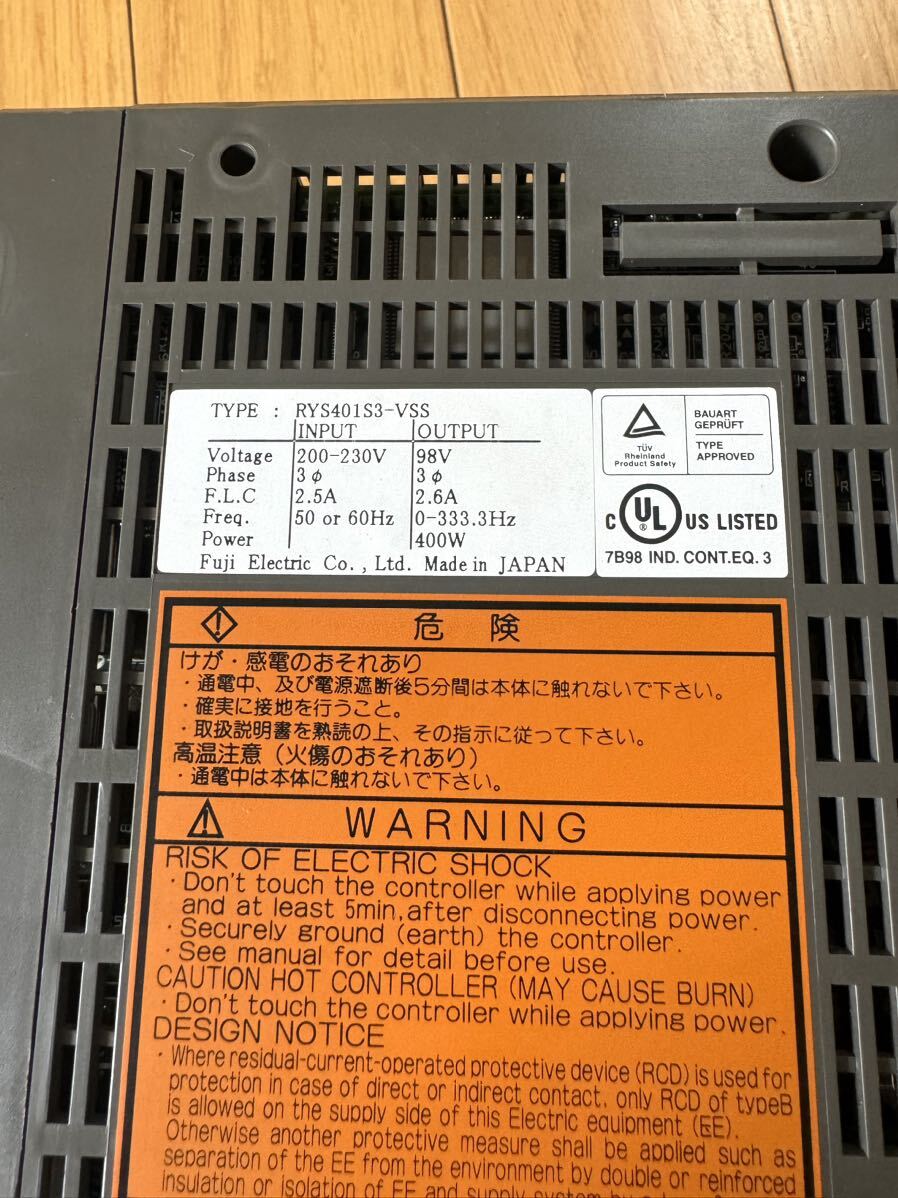 TYPE : RYS401S3-VSS
INPUT OUTPUT
Voltage 200-230V 98V
Phase 3φ 3φ
F.L.C 2.5A 2.6A
Freq. 50 or 60Hz 0-333.3Hz
Power 400W
Fuji Electric Co., Ltd. Made in JAPAN
TÜV
Rheinland
Product Safety
BAUART
GEPRÜFT
TYPE
APPROVED
C UL ® US LISTED
7B98 IND. CONT.EQ. 3
危 険
けが・感電のおそれあり
・通電中、及び電源遮断後5分間は本体に触れないで下さい。
・確実に接地を行うこと。
・取扱説明書を熟読の上、その指示に従って下さい。
高温注意（火傷のおそれあり）
・通電中は本体に触れないで下さい。
WARNING
RISK OF ELECTRIC SHOCK
・Don't touch the controller while applying power
and at least 5min, after disconnecting power.
・Securely ground (earth) the controller.
・See manual for detail before use.
CAUTION HOT CONTROLLER (MAY CAUSE BURN)
・Don't touch the controller while applying power.
DESIGN NOTICE
・Where residual-current-operated protective device (RCD) is used for
protection in case of direct or indirect contact, only RCD of typeB
is allowed on the supply side of this Electric equipment (EE).
Otherwise another protective measure shall be applied such as
separation of the EE from the environment by double or reinforced
insulation or isolation of EE and supply system by